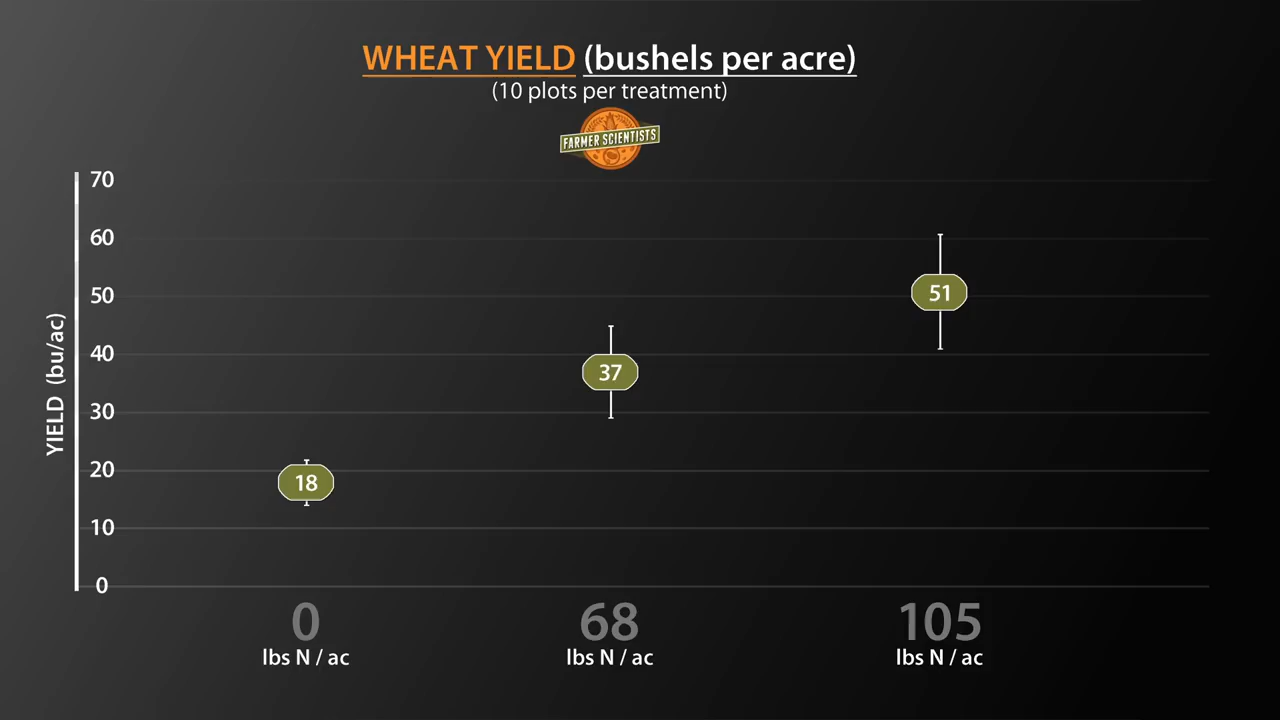 WHEAT YIELD (bushels per acre)
(10 plots per treatment)
FARMER SCIENTISTS
70
60
50
40
30
20
10
0
YIELD (bu/ac)
18
37
51
0
68
105
lbs N / ac
lbs N / ac
lbs N / ac